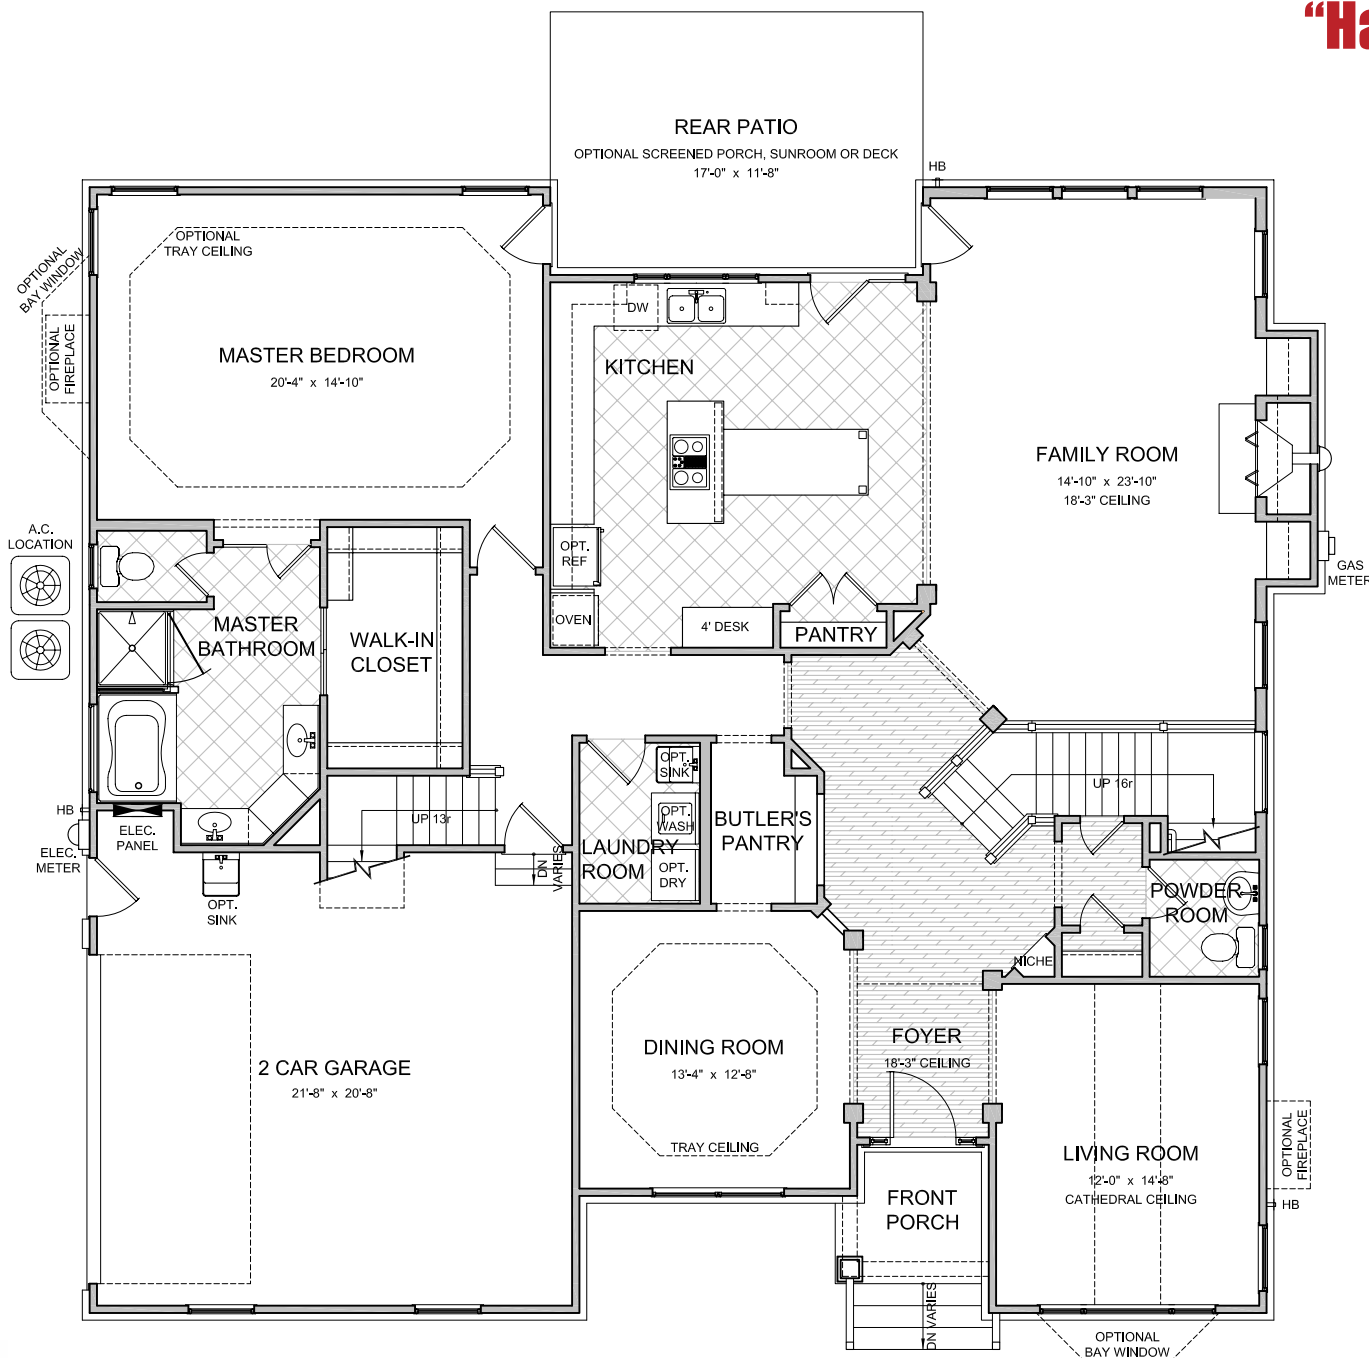 “Ha
REAR PATIO
OPTIONAL SCREENED PORCH, SUNROOM OR DECK
17'-0" x 11'-8"
HB
OPTIONAL
TRAY CEILING
OPTIONAL
BAY WINDOW
OPTIONAL
FIREPLACE
MASTER BEDROOM
20'-4" x 14'-10"
DW
KITCHEN
FAMILY ROOM
14'-10" x 23'-10"
18'-3" CEILING
A.C.
LOCATION
OPT.
REF
OVEN
4' DESK
PANTRY
GAS
METER
MASTER
BATHROOM
WALK-IN
CLOSET
OPT.
SINK
UP 16r
HB
ELEC.
METER
ELEC.
PANEL
UP 13r
OPT.
WASH
LAUNDRY
ROOM
OPT.
DRY
BUTLER'S
PANTRY
DN
VARIES
OPT.
SINK
POWDER
ROOM
NICHE
FOYER
18'-3" CEILING
DINING ROOM
13'-4" x 12'-8"
TRAY CEILING
2 CAR GARAGE
21'-8" x 20'-8"
LIVING ROOM
12'-0" x 14'-8"
CATHEDRAL CEILING
OPTIONAL
FIREPLACE
HB
FRONT
PORCH
DN VARIES
OPTIONAL
BAY WINDOW